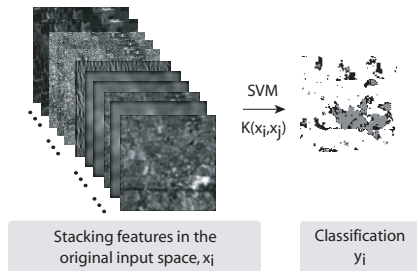 SVM
K(xᵢ,xⱼ)
Stacking features in the
original input space, xᵢ
Classification
yᵢ